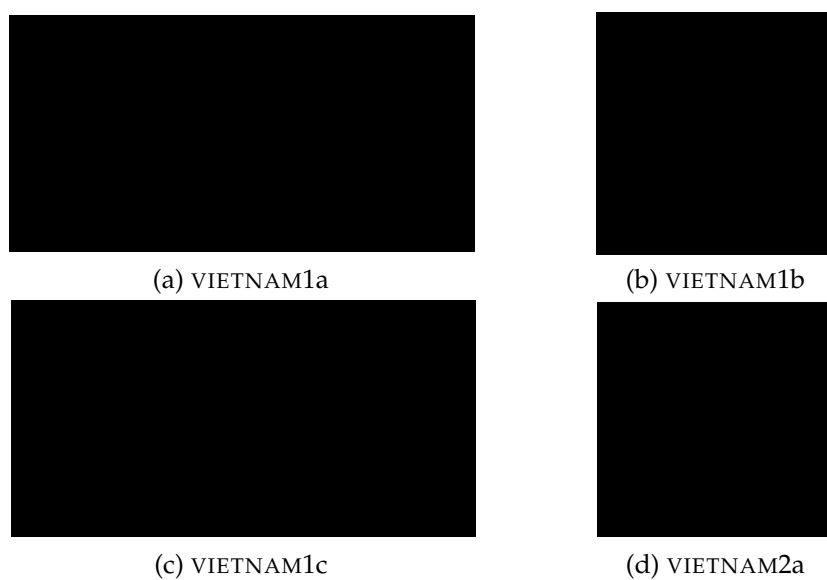 (a) VIETNAM1a
(b) VIETNAM1b
(c) VIETNAM1c
(d) VIETNAM2a